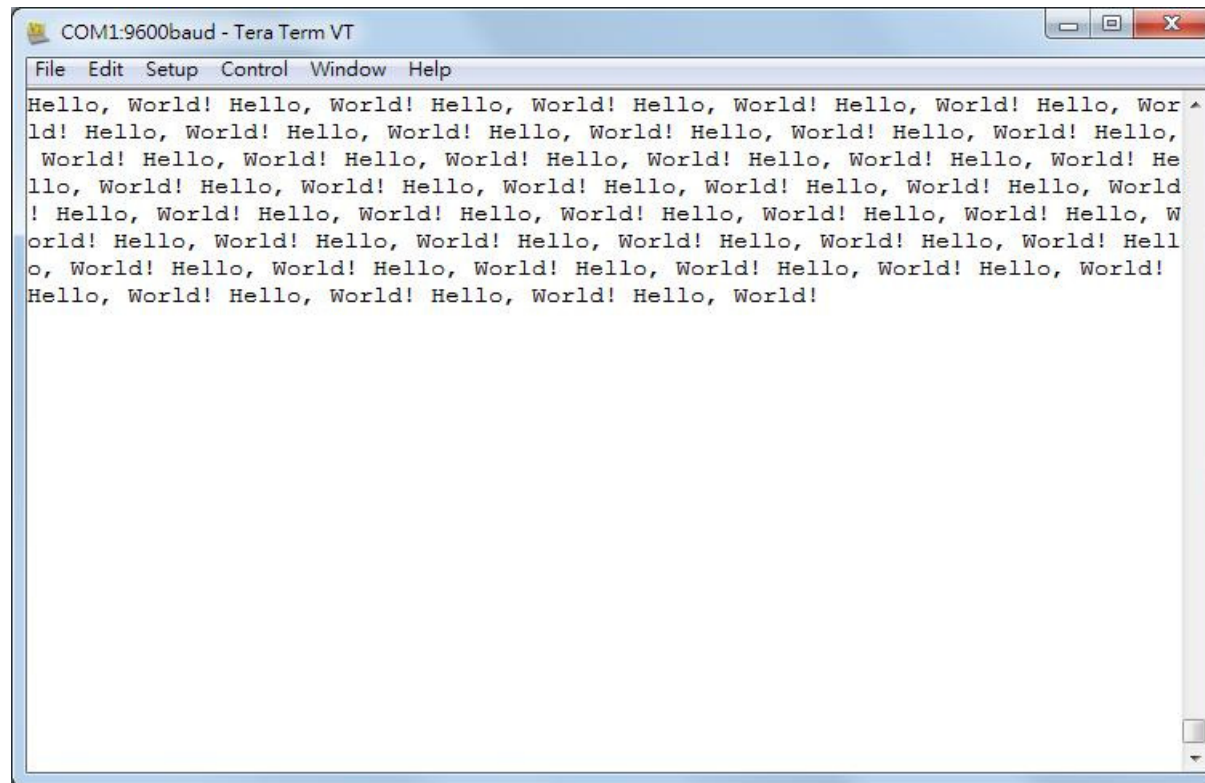 COM1:9600baud - Tera Term VT
File Edit Setup Control Window Help
Hello, World! Hello, World! Hello, World! Hello, World! Hello, World! Hello, Wor
ld! Hello, World! Hello, World! Hello, World! Hello, World! Hello, World! Hello,
 World! Hello, World! Hello, World! Hello, World! Hello, World! Hello, World! He
llo, World! Hello, World! Hello, World! Hello, World! Hello, World! Hello, World
! Hello, World! Hello, World! Hello, World! Hello, World! Hello, World! Hello, W
orld! Hello, World! Hello, World! Hello, World! Hello, World! Hello, World! Hell
o, World! Hello, World! Hello, World! Hello, World! Hello, World! Hello, World!
Hello, World! Hello, World! Hello, World! Hello, World!